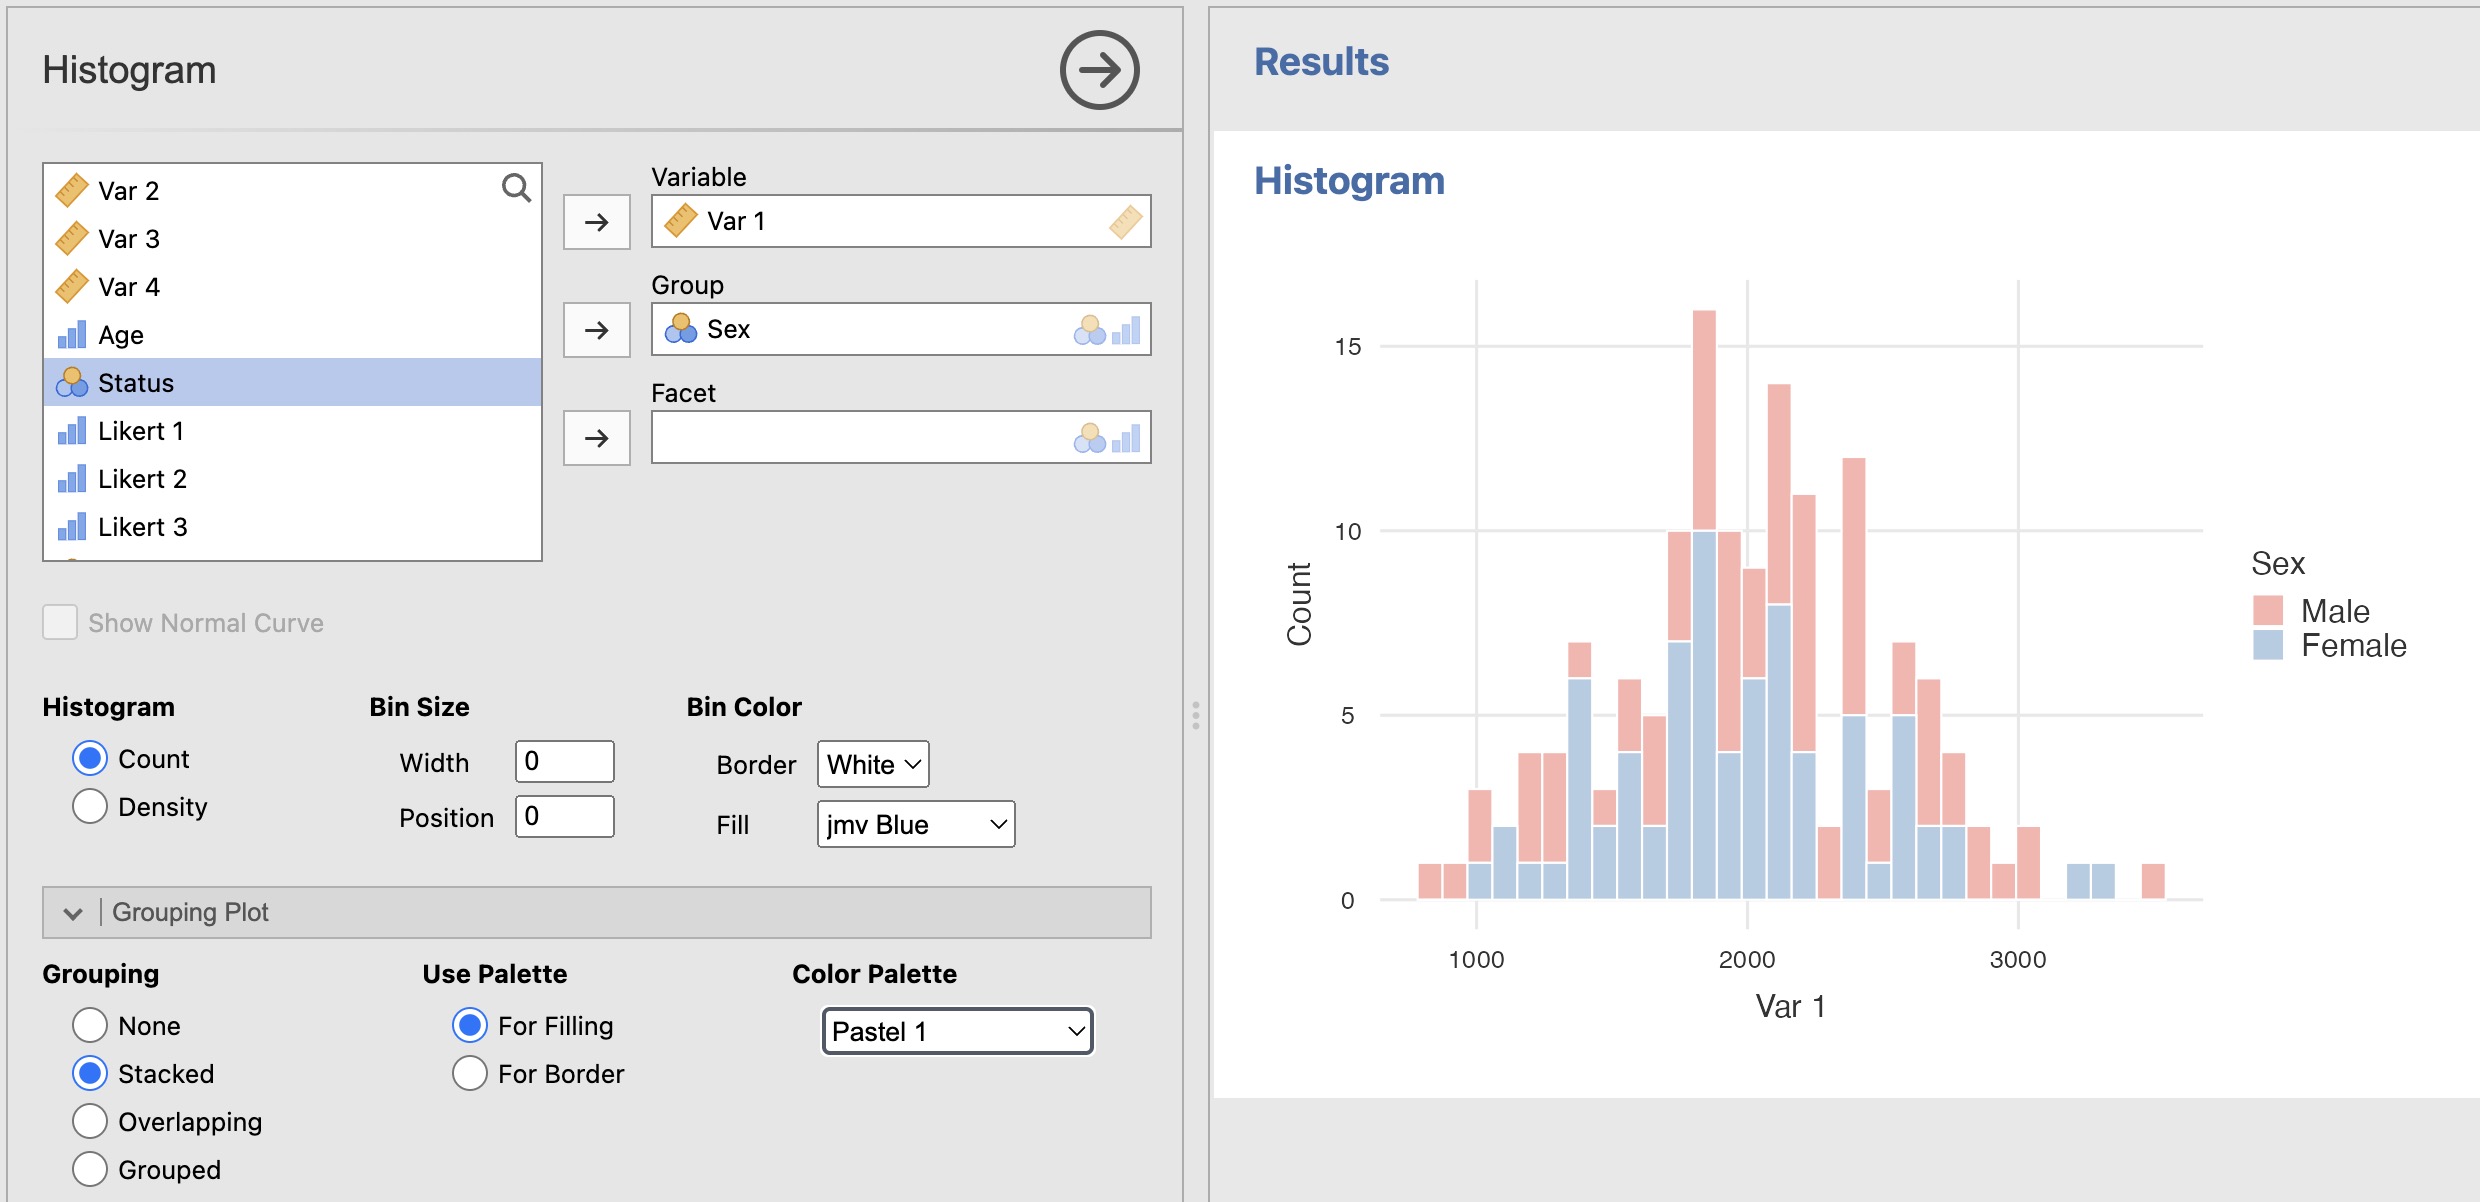 Histogram
Var 2
Var 3
Var 4
Age
Status
Likert 1
Likert 2
Likert 3
Variable
Var 1
Group
Sex
Facet
Show Normal Curve
Histogram
Count
Density
Bin Size
Width 0
Position 0
Bin Color
Border White
Fill jmv Blue
Grouping Plot
Grouping
None
Stacked
Overlapping
Grouped
Use Palette
For Filling
For Border
Color Palette
Pastel 1
Results
Histogram
15
10
5
0
Count
1000 2000 3000
Var 1
Sex
Male
Female